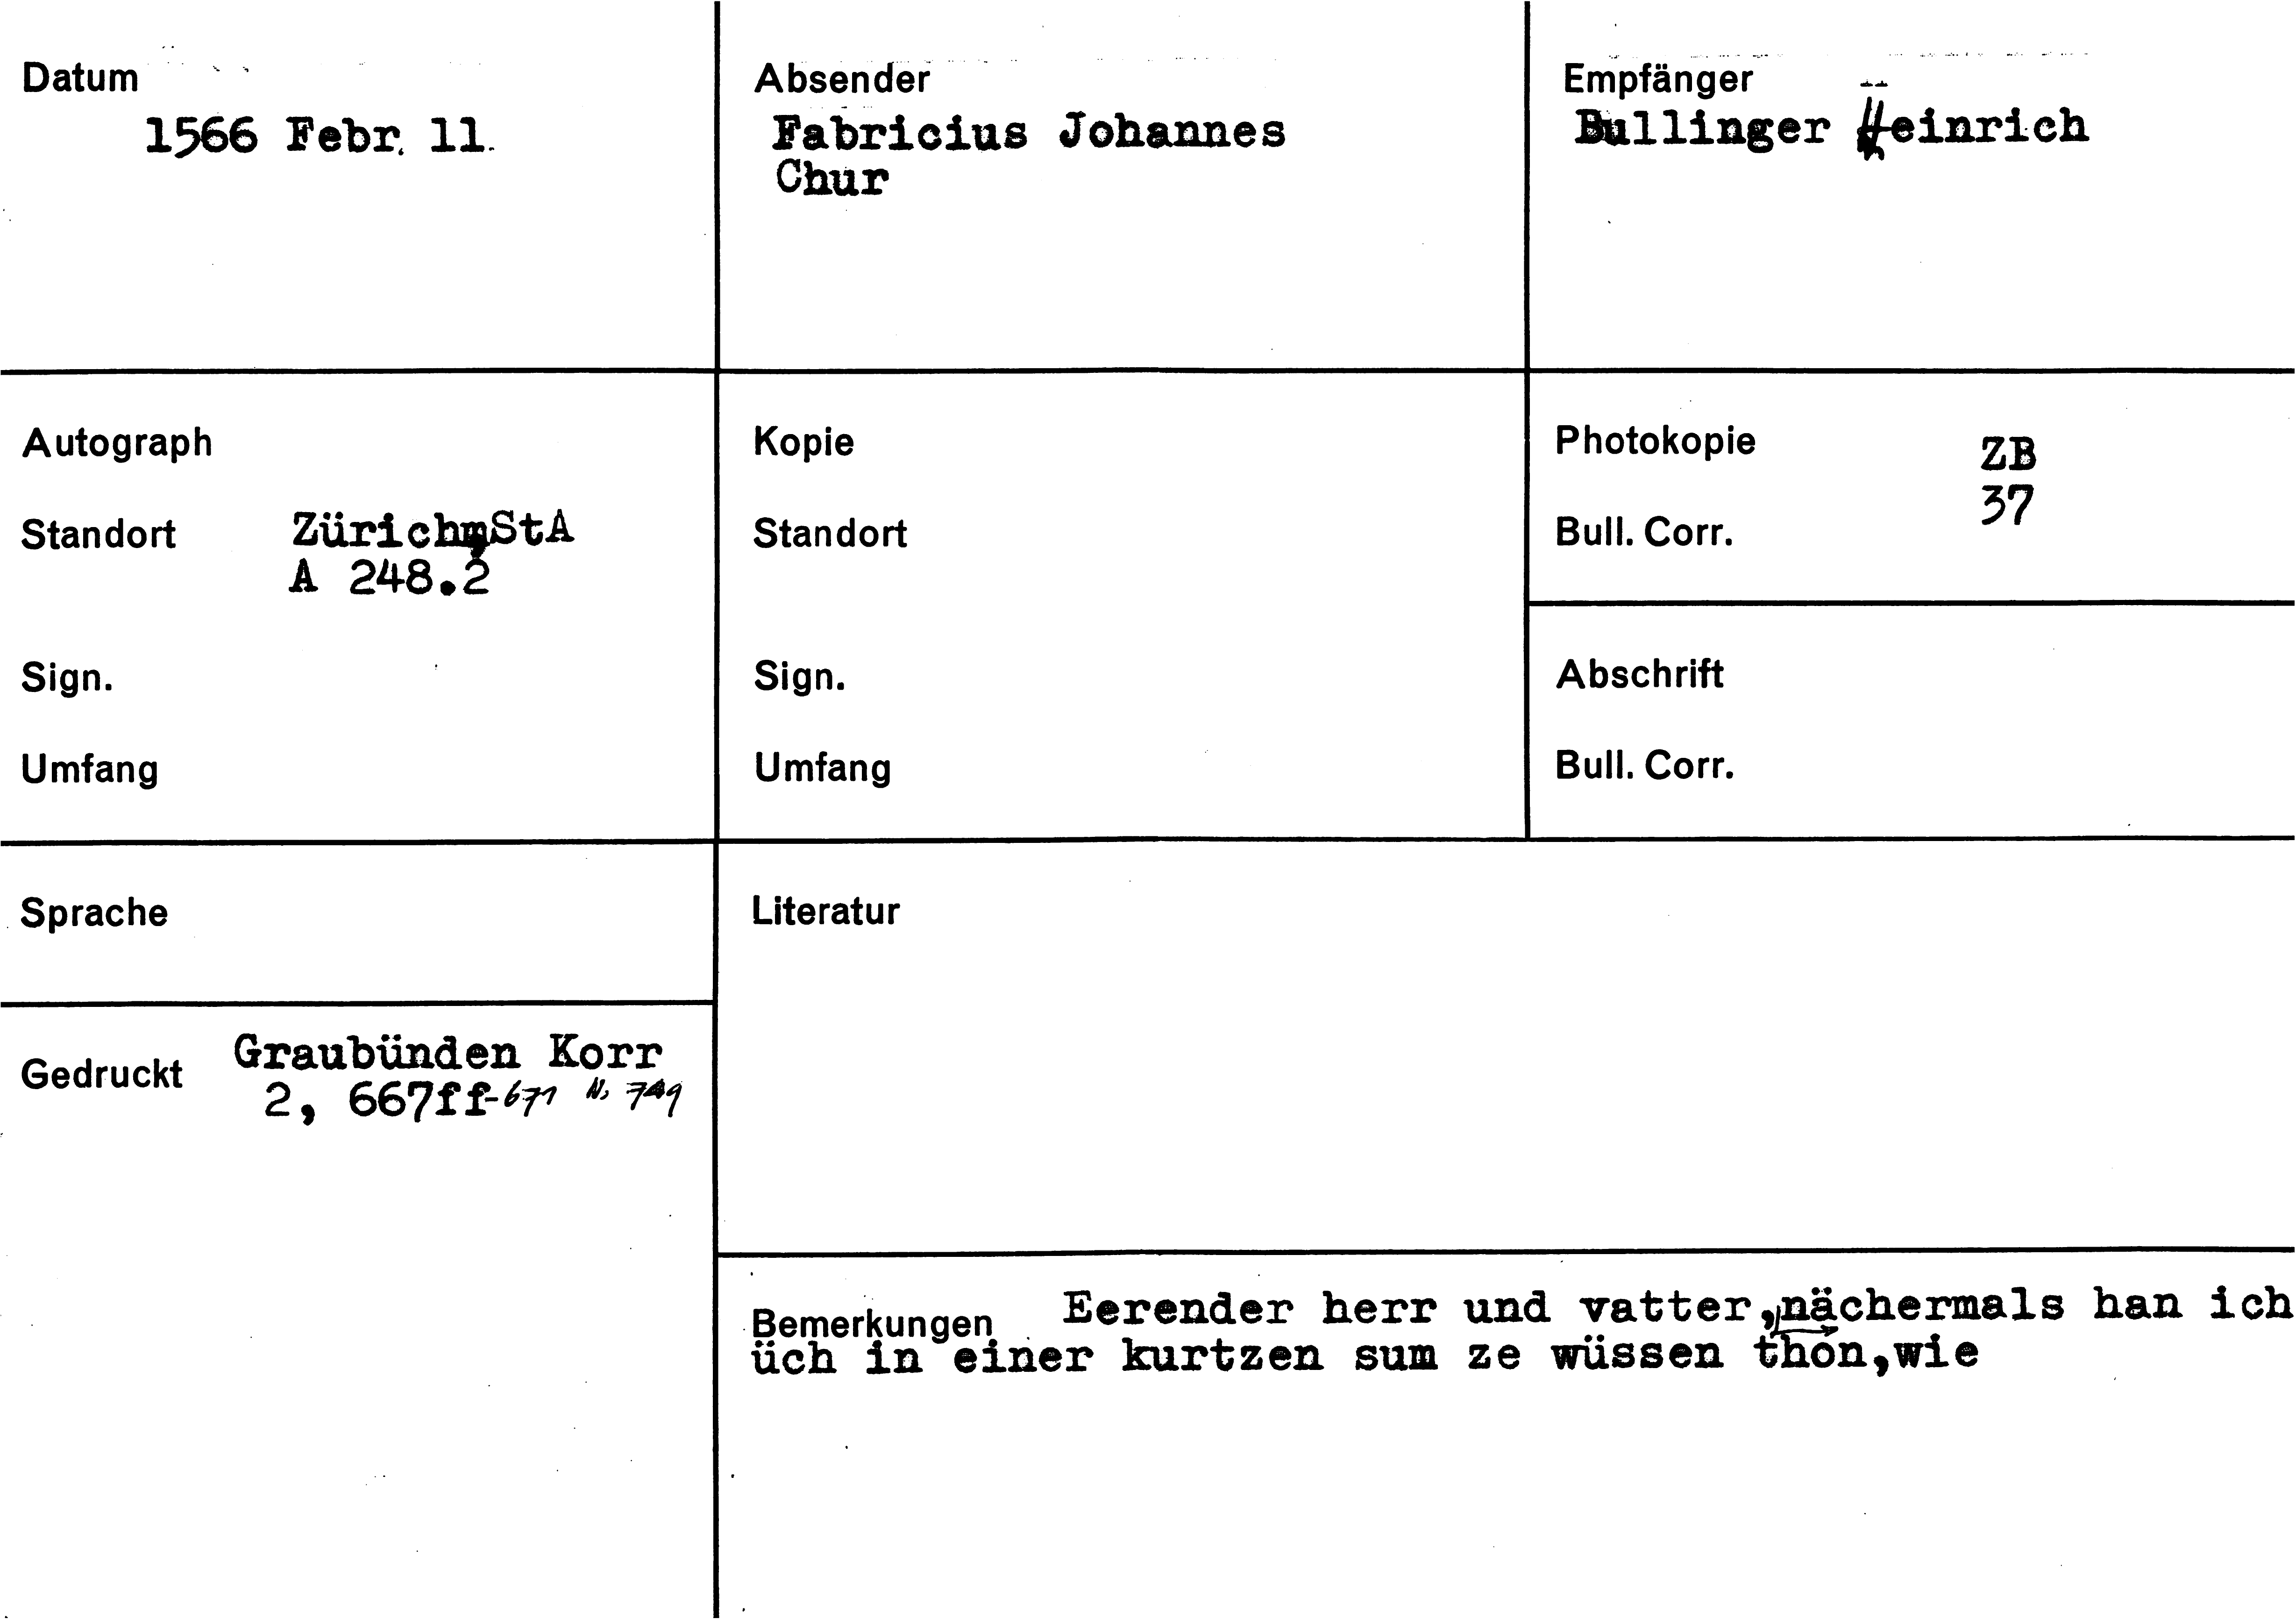 Datum
1566 Febr. 11.
Absender
Fabricius Johannes
Chur
Empfänger
Bullinger Heinrich
Autograph
Standort Zürich, StA
A 248.2
Sign.
Umfang
Kopie
Standort
Sign.
Umfang
Photokopie ZB
Bull. Corr. 37
Abschrift
Bull. Corr.
Sprache
Literatur
Gedruckt Graubünden Korr
2, 667ff-671 N. 749
Bemerkungen Eerender herr und vatter, nächermals han ich
üch in einer kurtzen sum ze wüssen thon, wie